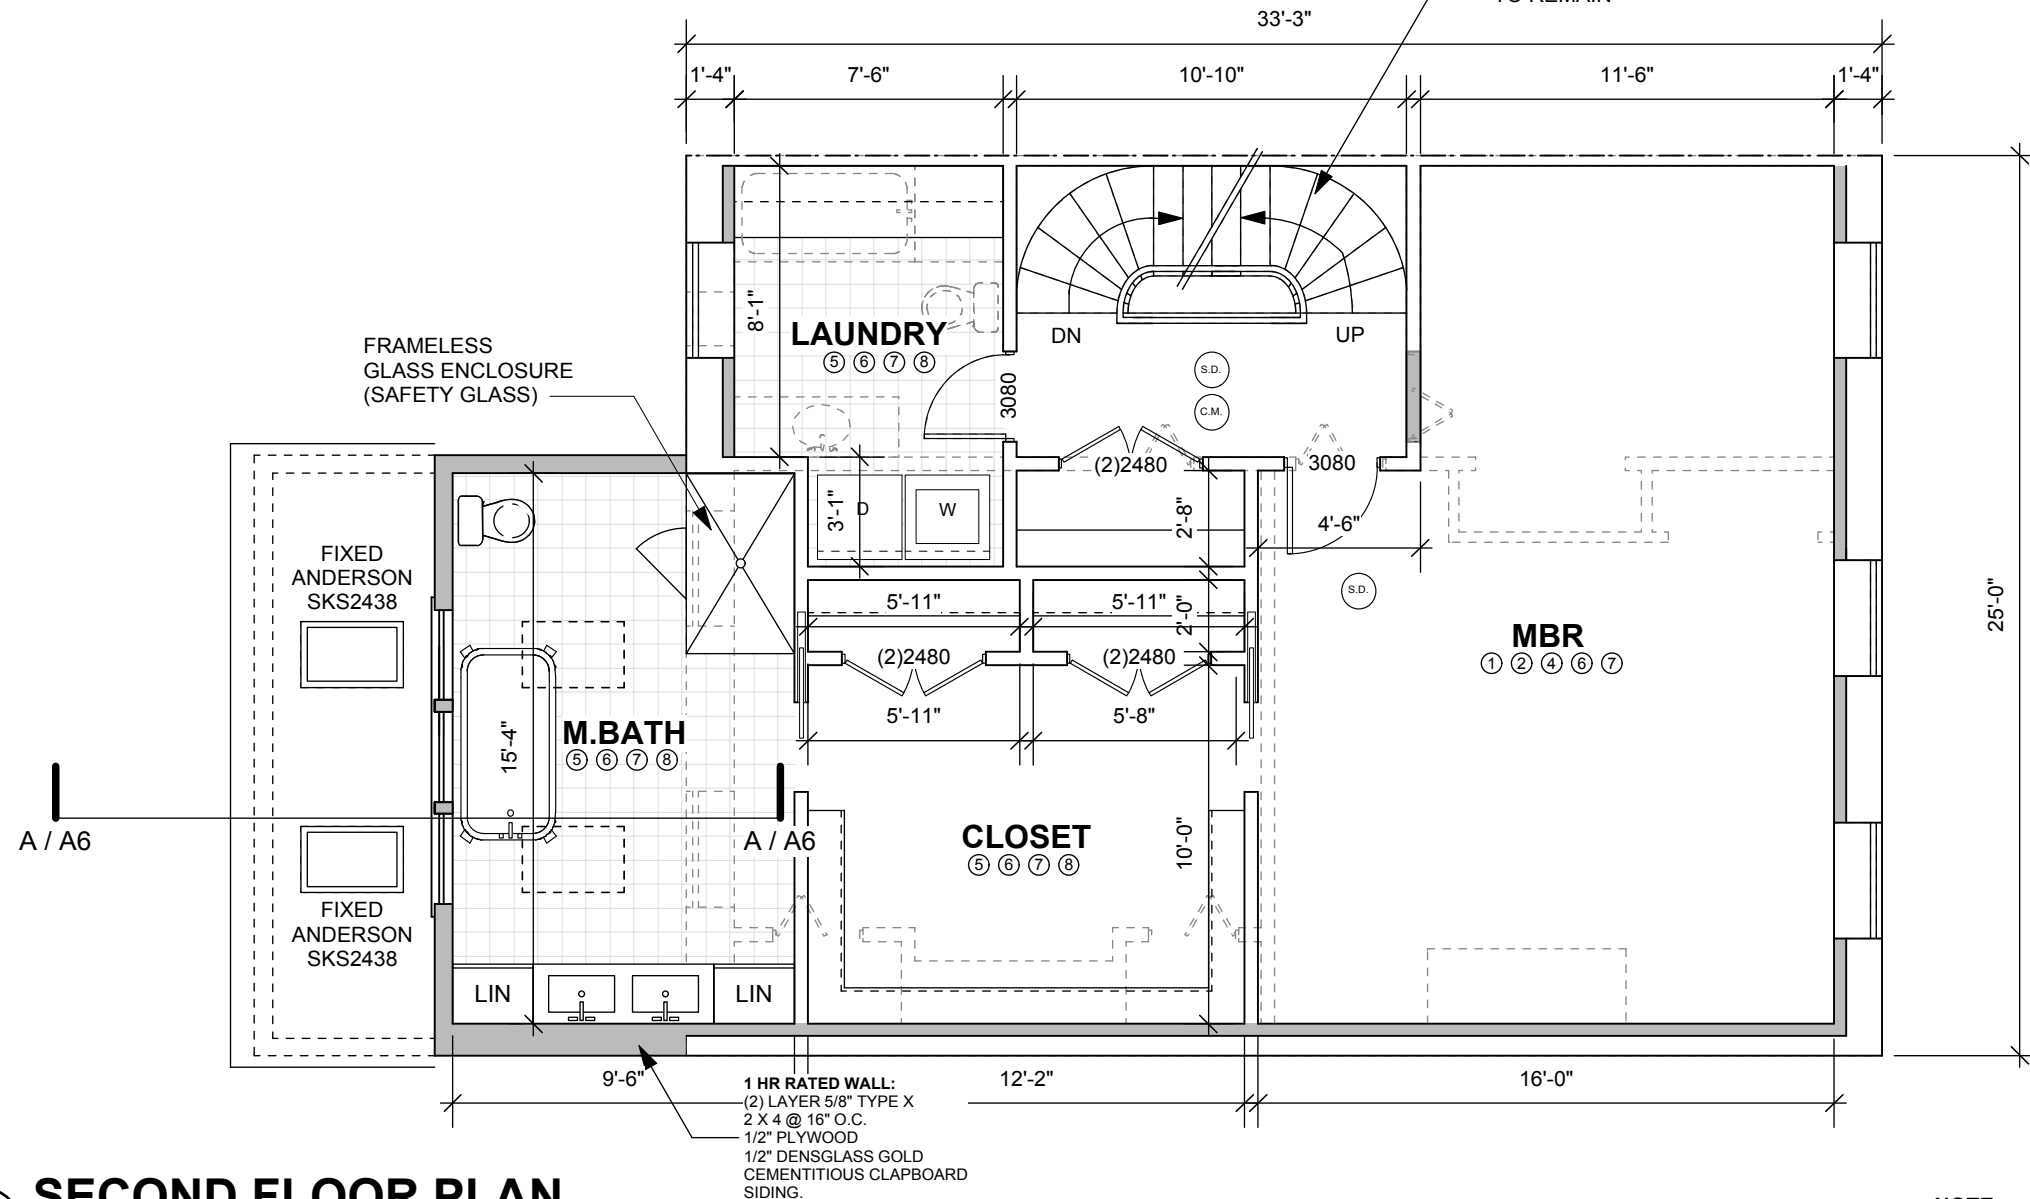 TO REMAIN
33'-3"
1'-4"
7'-6"
10'-10"
11'-6"
1'-4"
8'-1"
LAUNDRY
5 6 7 8
DN
UP
FRAMELESS
GLASS ENCLOSURE
(SAFETY GLASS)
3080
S.D.
C.M.
(2)2480
3080
3'-1"
D
W
2'-8"
4'-6"
FIXED
ANDERSON
SKS2438
S.D.
5'-11"
5'-11"
2'-0"
25'-0"
MBR
1 2 4 6 7
(2)2480
(2)2480
5'-11"
5'-8"
15'-4"
M.BATH
5 6 7 8
A / A6
A / A6
CLOSET
5 6 7 8
10'-0"
FIXED
ANDERSON
SKS2438
LIN
LIN
9'-6"
12'-2"
16'-0"
1 HR RATED WALL:
(2) LAYER 5/8" TYPE X
2 X 4 @ 16" O.C.
1/2" PLYWOOD
1/2" DENSGLASS GOLD
CEMENTITIOUS CLAPBOARD
SIDING.
SECOND FLOOR PLAN